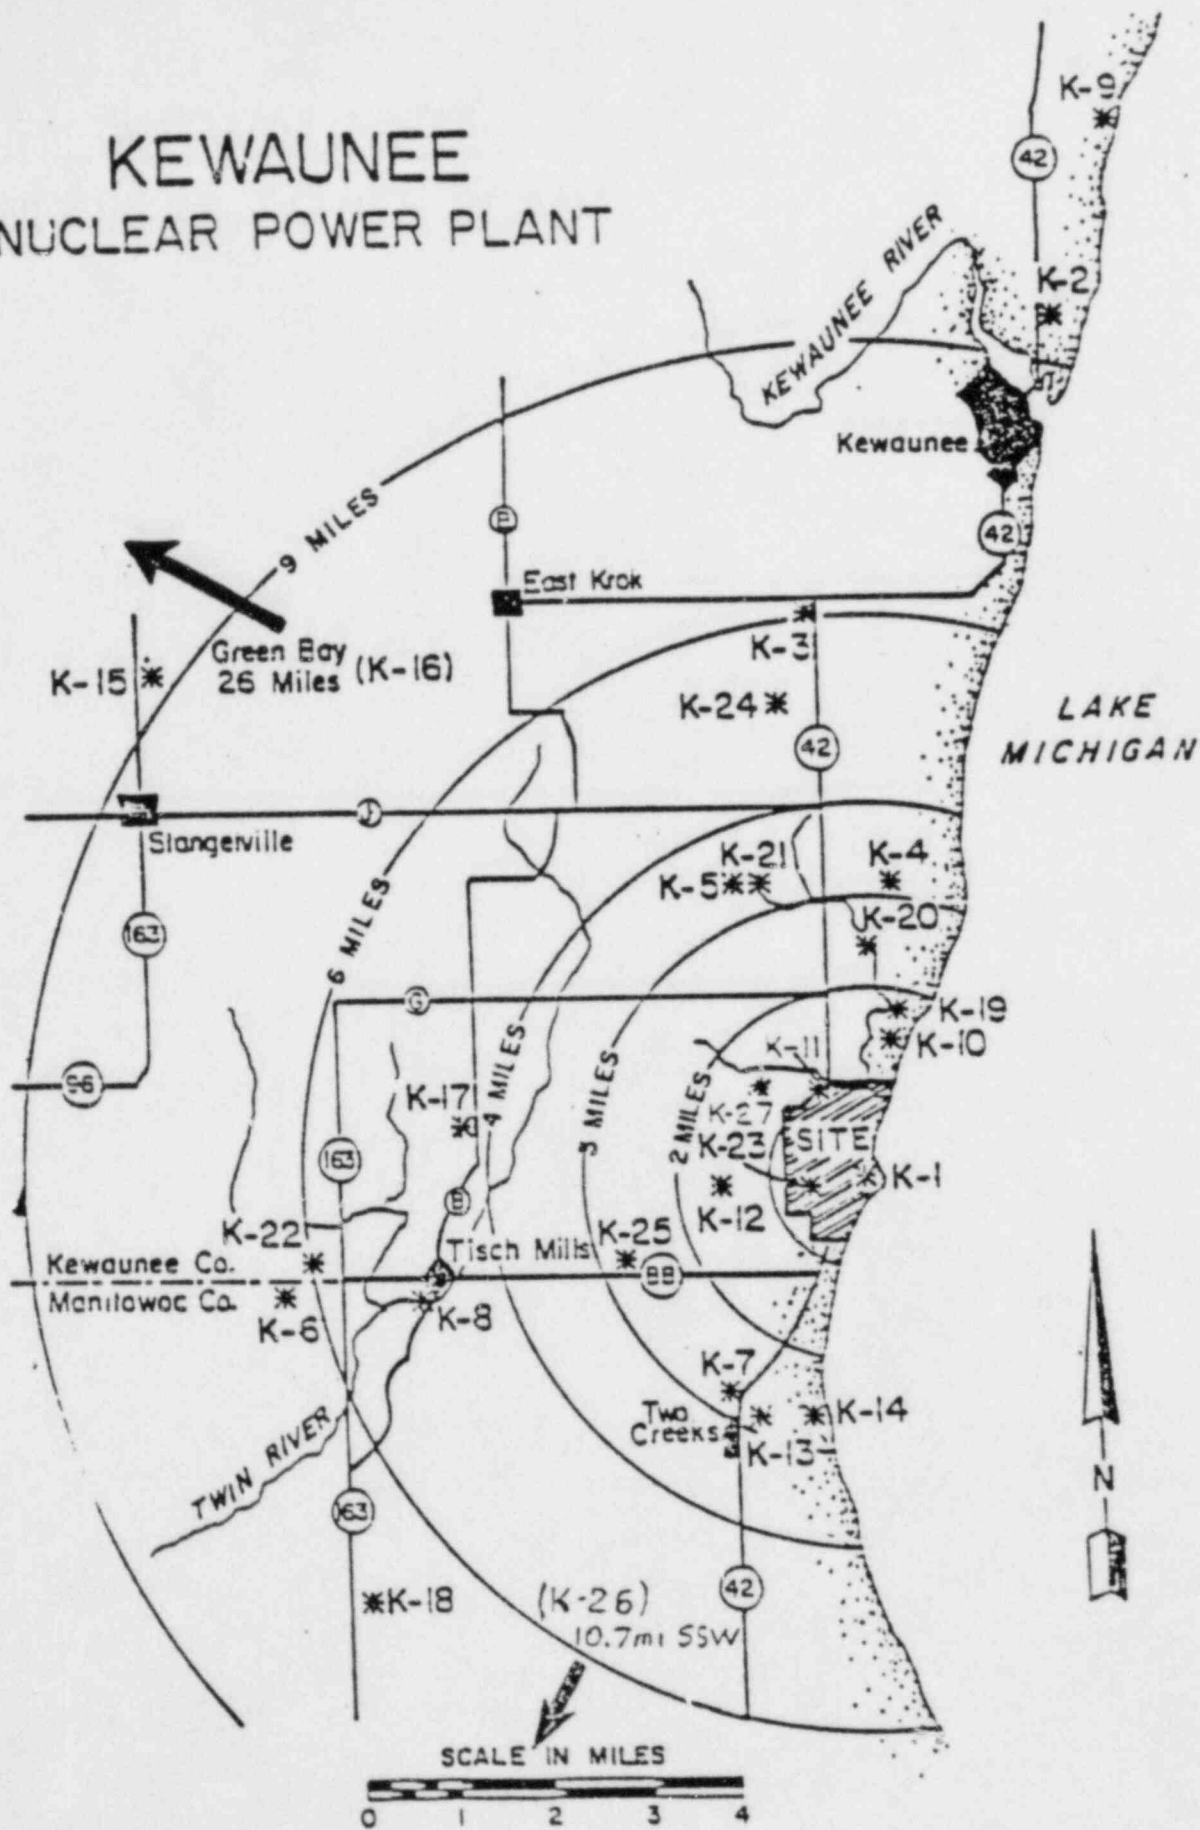 KEWAUNEE
NUCLEAR POWER PLANT
K-9
42
KEWAUNEE RIVER
K-2
Kewaunee
9 MILES
E
42
East Krok
K-3
Green Bay
26 Miles (K-16)
K-15
K-24
LAKE
MICHIGAN
42
J
Slangerville
K-21
K-4
K-5
K-20
163
6 MILES
G
K-19
K-10
K-11
K-17
4 MILES
3 MILES
2 MILES
K-27
K-23
SITE
K-1
163
B
K-12
K-22
K-25
Tisch Mills
Kewaunee Co.
BB
Manitowoc Co.
K-6
K-8
K-7
Two
Creeks
K-14
K-13
TWIN RIVER
N
163
42
K-18
(K-26)
10.7mi SSW
SCALE IN MILES
0 1 2 3 4